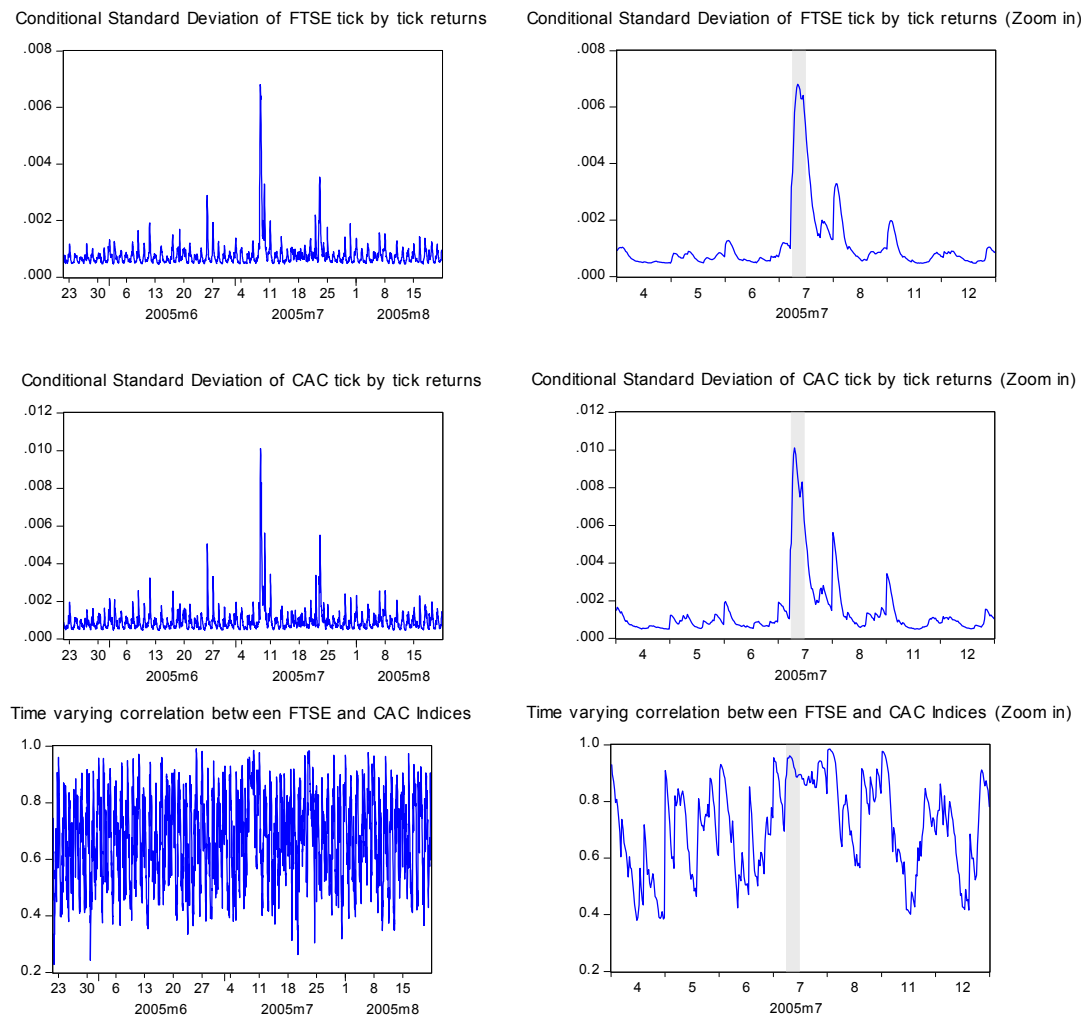 Conditional Standard Deviation of FTSE tick by tick returns
.008
.006
.004
.002
.000
23 30 6 13 20 27 4 11 18 25 1 8 15
2005m6 2005m7 2005m8
Conditional Standard Deviation of FTSE tick by tick returns (Zoom in)
.008
.006
.004
.002
.000
4 5 6 7 8 11 12
2005m7
Conditional Standard Deviation of CAC tick by tick returns
.012
.010
.008
.006
.004
.002
.000
23 30 6 13 20 27 4 11 18 25 1 8 15
2005m6 2005m7 2005m8
Conditional Standard Deviation of CAC tick by tick returns (Zoom in)
.012
.010
.008
.006
.004
.002
.000
4 5 6 7 8 11 12
2005m7
Time varying correlation between FTSE and CAC Indices
1.0
0.8
0.6
0.4
0.2
23 30 6 13 20 27 4 11 18 25 1 8 15
2005m6 2005m7 2005m8
Time varying correlation between FTSE and CAC Indices (Zoom in)
1.0
0.8
0.6
0.4
0.2
4 5 6 7 8 11 12
2005m7